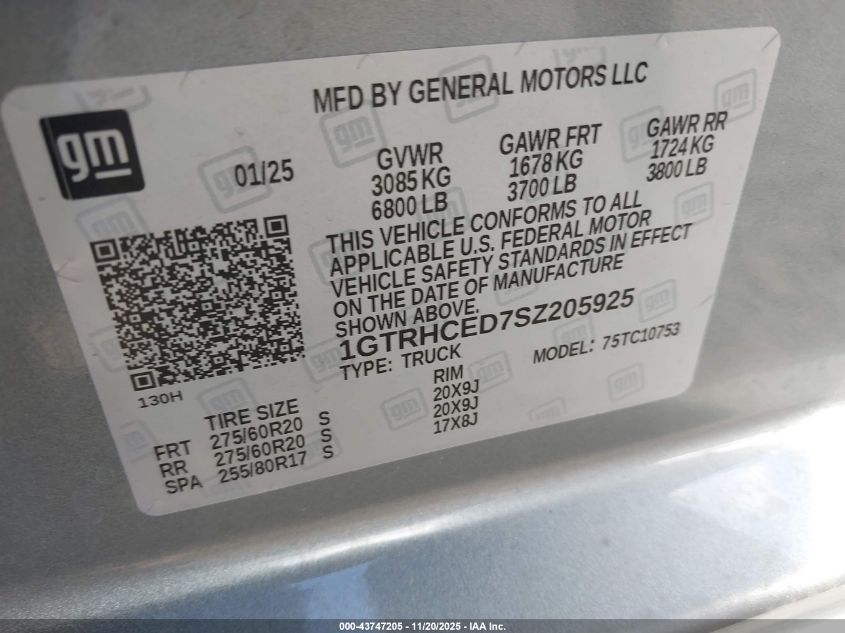 MFD BY GENERAL MOTORS LLC
gm
01/25
GVWR
3085 KG
6800 LB
GAWR FRT
1678 KG
3700 LB
GAWR RR
1724 KG
3800 LB
THIS VEHICLE CONFORMS TO ALL
APPLICABLE U.S. FEDERAL MOTOR
VEHICLE SAFETY STANDARDS IN EFFECT
ON THE DATE OF MANUFACTURE
SHOWN ABOVE.
1GTRHCED7SZ205925
TYPE: TRUCK
MODEL: 75TC10753
130H
TIRE SIZE
RIM
FRT 275/60R20 S 20X9J
RR 275/60R20 S 20X9J
SPA 255/80R17 S 17X8J
000-43747205 - 11/20/2025 - IAA Inc.